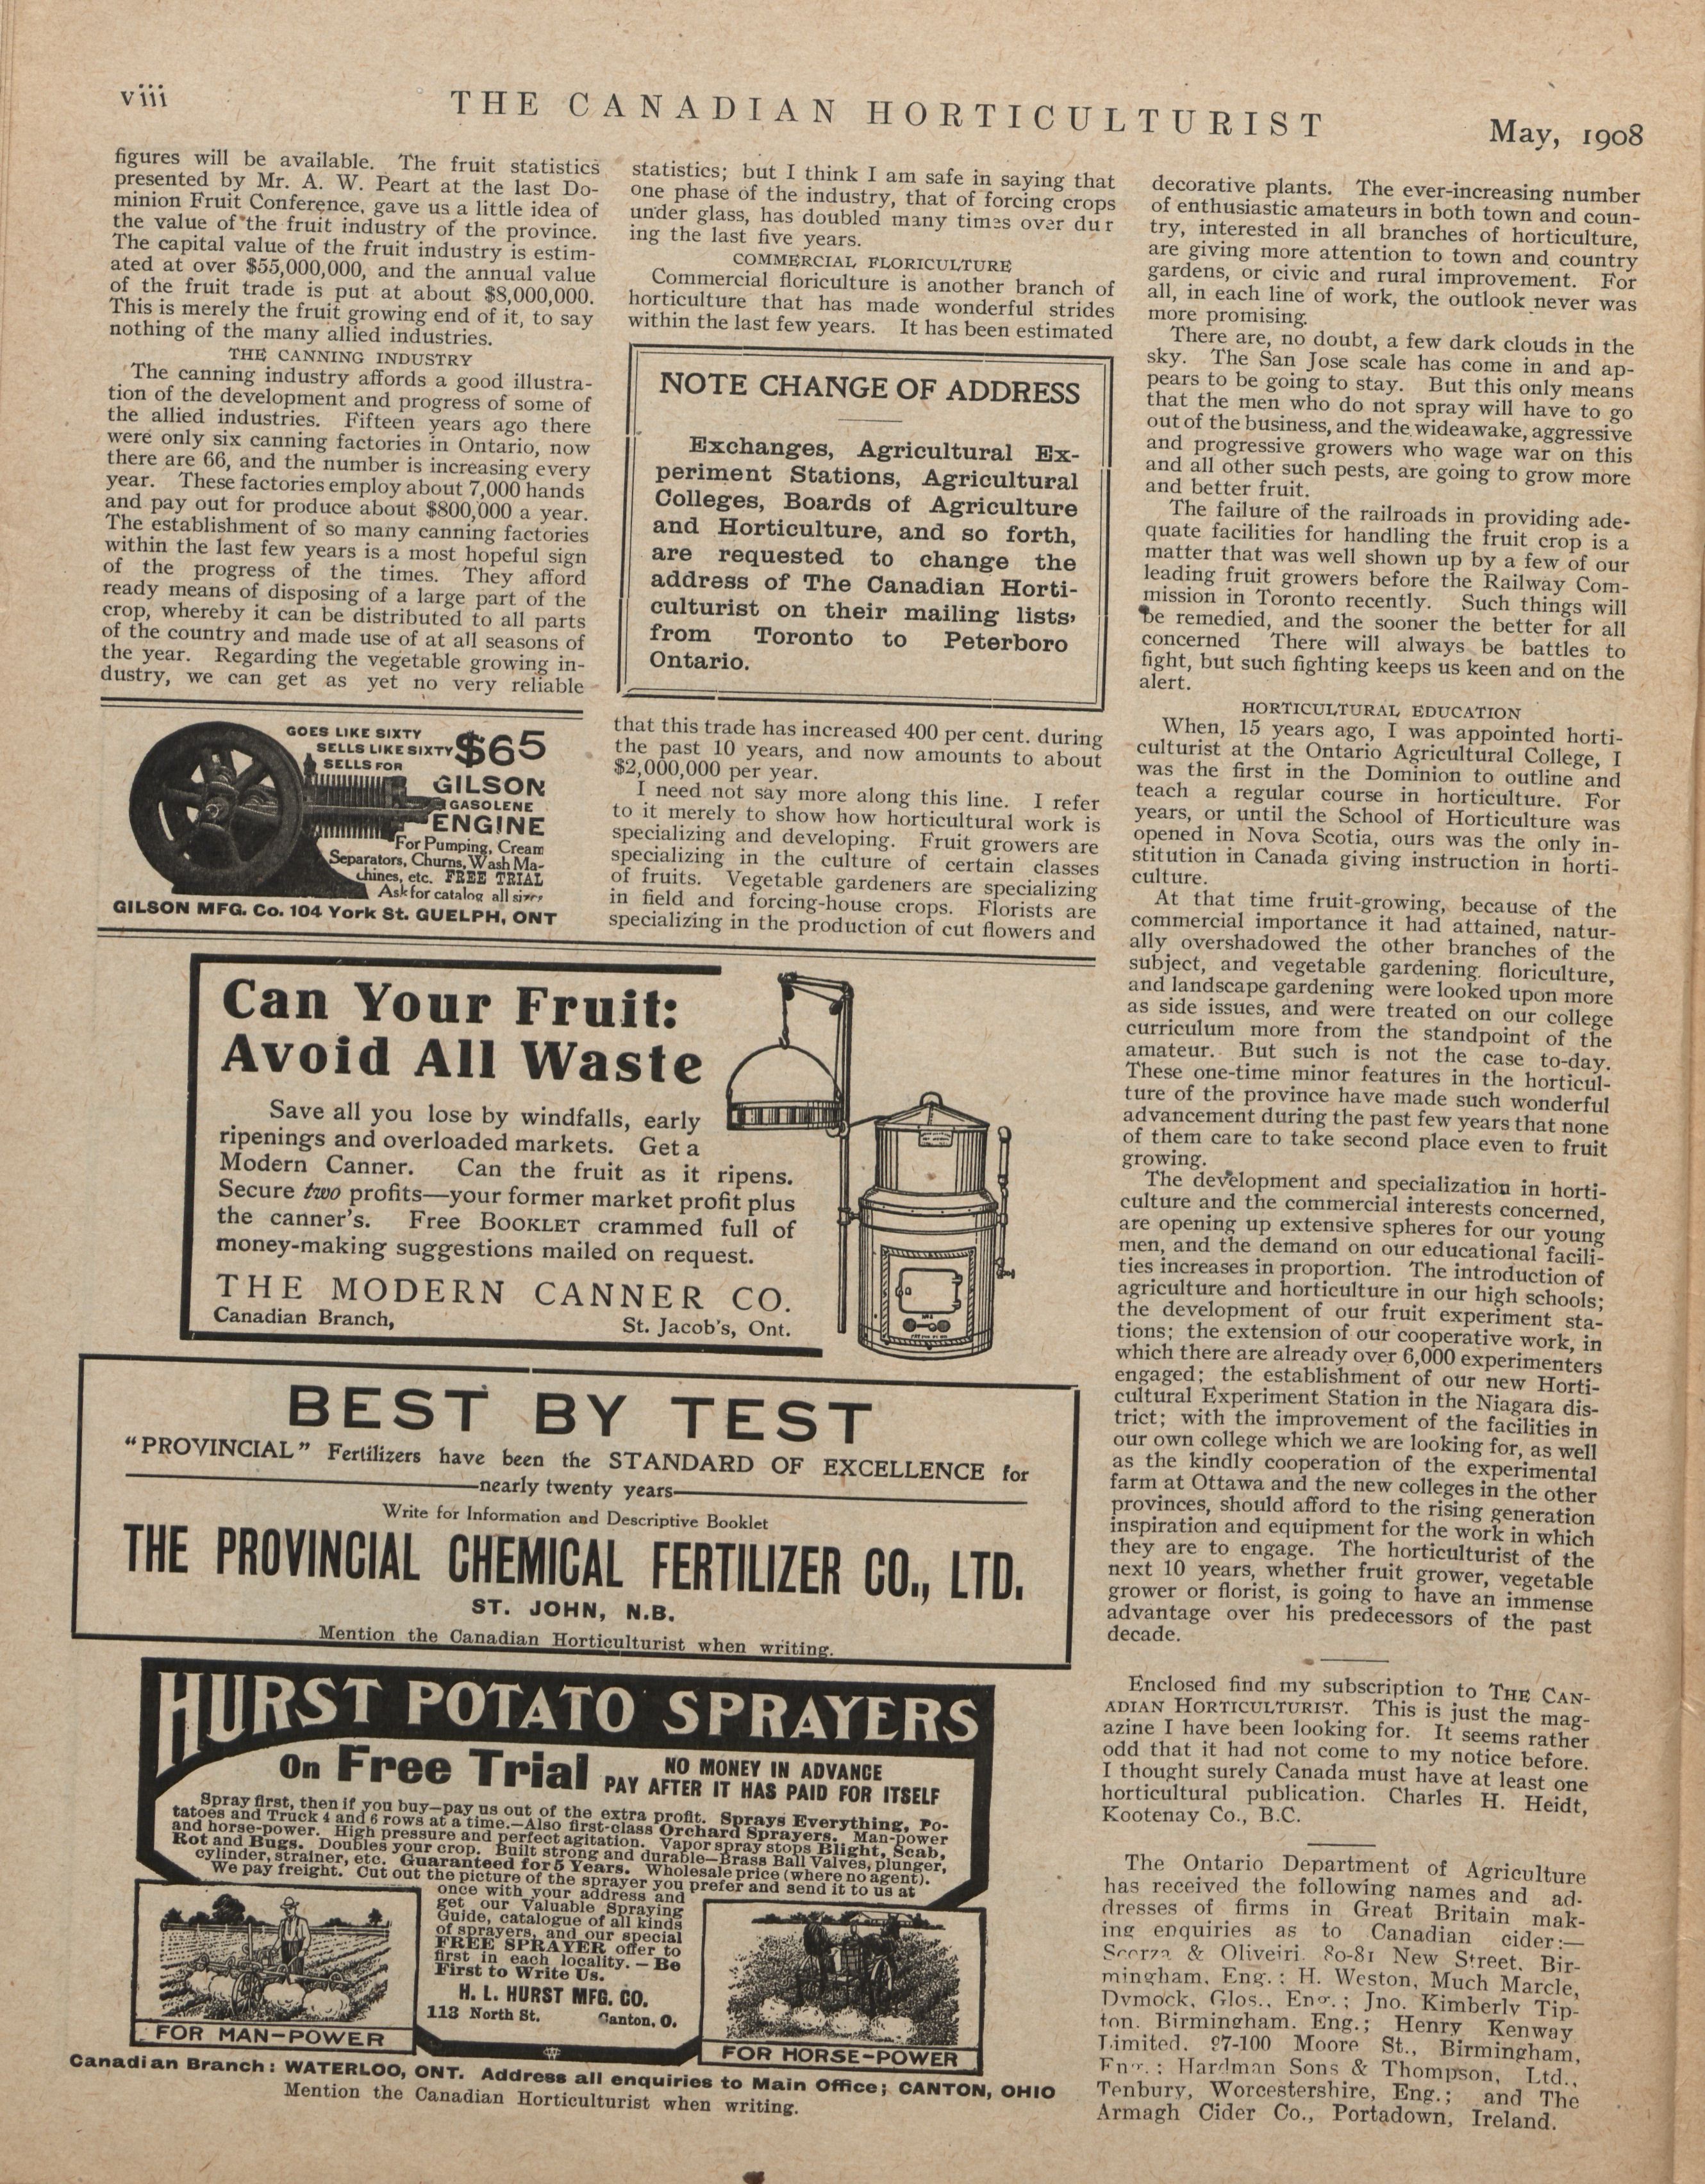 viii
THE CANADIAN HORTICULTURIST
May, 1908
figures will be available. The fruit statistics
presented by Mr. A. W. Peart at the last Do-
minion Fruit Conference, gave us a little idea of
the value of the fruit industry of the province.
The capital value of the fruit industry is estim-
ated at over $55,000,000, and the annual value
of the fruit trade is put at about $8,000,000.
This is merely the fruit growing end of it, to say
nothing of the many allied industries.
THE CANNING INDUSTRY
The canning industry affords a good illustra-
tion of the development and progress of some of
the allied industries. Fifteen years ago there
were only six canning factories in Ontario, now
there are 66, and the number is increasing every
year. These factories employ about 7,000 hands
and pay out for produce about $800,000 a year.
The establishment of so many canning factories
within the last few years is a most hopeful sign
of the progress of the times. They afford
ready means of disposing of a large part of the
crop, whereby it can be distributed to all parts
of the country and made use of at all seasons of
the year. Regarding the vegetable growing in-
dustry, we can get as yet no very reliable
statistics; but I think I am safe in saying that
one phase of the industry, that of forcing crops
under glass, has doubled many times over dur
ing the last five years.
COMMERCIAL FLORICULTURE
Commercial floriculture is another branch of
horticulture that has made wonderful strides
within the last few years. It has been estimated
NOTE CHANGE OF ADDRESS
Exchanges, Agricultural Ex-
periment Stations, Agricultural
Colleges, Boards of Agriculture
and Horticulture, and so forth,
are requested to change the
address of The Canadian Horti-
culturist on their mailing lists,
from Toronto to Peterboro
Ontario.
that this trade has increased 400 per cent. during
the past 10 years, and now amounts to about
$2,000,000 per year.
I need not say more along this line. I refer
to it merely to show how horticultural work is
specializing and developing. Fruit growers are
specializing in the culture of certain classes
of fruits. Vegetable gardeners are specializing
in field and forcing-house crops. Florists are
specializing in the production of cut flowers and
decorative plants. The ever-increasing number
of enthusiastic amateurs in both town and coun-
try, interested in all branches of horticulture,
are giving more attention to town and country
gardens, or civic and rural improvement. For
all, in each line of work, the outlook never was
more promising.
There are, no doubt, a few dark clouds in the
sky. The San Jose scale has come in and ap-
pears to be going to stay. But this only means
that the men who do not spray will have to go
out of the business, and the wideawake, aggressive
and progressive growers who wage war on this
and all other such pests, are going to grow more
and better fruit.
The failure of the railroads in providing ade-
quate facilities for handling the fruit crop is a
matter that was well shown up by a few of our
leading fruit growers before the Railway Com-
mission in Toronto recently. Such things will
be remedied, and the sooner the better for all
concerned There will always be battles to
fight, but such fighting keeps us keen and on the
alert.
HORTICULTURAL EDUCATION
When, 15 years ago, I was appointed horti-
culturist at the Ontario Agricultural College, I
was the first in the Dominion to outline and
teach a regular course in horticulture. For
years, or until the School of Horticulture was
opened in Nova Scotia, ours was the only in-
stitution in Canada giving instruction in horti-
culture.
At that time fruit-growing, because of the
commercial importance it had attained, natur-
ally overshadowed the other branches of the
subject, and vegetable gardening, floriculture,
and landscape gardening were looked upon more
as side issues, and were treated on our college
curriculum more from the standpoint of the
amateur. But such is not the case to-day.
These one-time minor features in the horticul-
ture of the province have made such wonderful
advancement during the past few years that none
of them care to take second place even to fruit
growing.
The development and specialization in horti-
culture and the commercial interests concerned,
are opening up extensive spheres for our young
men, and the demand on our educational facili-
ties increases in proportion. The introduction of
agriculture and horticulture in our high schools;
the development of our fruit experiment sta-
tions; the extension of our cooperative work, in
which there are already over 6,000 experimenters
engaged; the establishment of our new Horti-
cultural Experiment Station in the Niagara dis-
trict; with the improvement of the facilities in
our own college which we are looking for, as well
as the kindly cooperation of the experimental
farm at Ottawa and the new colleges in the other
provinces, should afford to the rising generation
inspiration and equipment for the work in which
they are to engage. The horticulturist of the
next 10 years, whether fruit grower, vegetable
grower or florist, is going to have an immense
advantage over his predecessors of the past
decade.
Enclosed find my subscription to THE CAN-
ADIAN HORTICULTURIST. This is just the mag-
azine I have been looking for. It seems rather
odd that it had not come to my notice before.
I thought surely Canada must have at least one
horticultural publication. Charles H. Heidt,
Kootenay Co., B.C.
The Ontario Department of Agriculture
has received the following names and ad-
dresses of firms in Great Britain mak-
ing enquiries as to Canadian cider:—
Scorza & Oliveiri, 80-81 New Street, Bir-
mingham, Eng.; H. Weston, Much Marcle,
Dymock, Glos., Eng.; Jno. Kimberly Tip-
ton, Birmingham, Eng.; Henry Kenway
Limited, 97-100 Moore St., Birmingham,
Eng.; Hardman Sons & Thompson, Ltd.,
Tenbury, Worcestershire, Eng.; and The
Armagh Cider Co., Portadown, Ireland.
GOES LIKE SIXTY
SELLS LIKE SIXTY $65
SELLS FOR
GILSON
GASOLENE
ENGINE
For Pumping, Cream
Separators, Churns, Wash Ma-
chines, etc. FREE TRIAL
Ask for catalog all sizes
GILSON MFG. Co. 104 York St. GUELPH, ONT
Can Your Fruit:
Avoid All Waste
Save all you lose by windfalls, early
ripenings and overloaded markets. Get a
Modern Canner. Can the fruit as it ripens.
Secure two profits—your former market profit plus
the canner's. Free BOOKLET crammed full of
money-making suggestions mailed on request.
THE MODERN CANNER CO.
Canadian Branch, St. Jacob's, Ont.
BEST BY TEST
"PROVINCIAL" Fertilizers have been the STANDARD OF EXCELLENCE for
nearly twenty years
Write for Information and Descriptive Booklet
THE PROVINCIAL CHEMICAL FERTILIZER CO., LTD.
ST. JOHN, N.B.
Mention the Canadian Horticulturist when writing.
HURST POTATO SPRAYERS
On Free Trial NO MONEY IN ADVANCE
PAY AFTER IT HAS PAID FOR ITSELF
Spray first, then if you buy—pay us out of the extra profit. Sprays Everything, Po-
tatoes and Truck 4 and 6 rows at a time.—Also first-class Orchard Sprayers. Man-power
and horse-power. High pressure and perfect agitation. Vapor spray stops Blight, Scab,
Rot and Bugs. Doubles your crop. Built strong and durable—Brass Ball Valves, plunger,
cylinder, strainer, etc. Guaranteed for 5 Years. Wholesale price (where no agent).
We pay freight. Cut out the picture of the sprayer you prefer and send it to us at
once with your address and
get our Valuable Spraying
Guide, catalogue of all kinds
of sprayers, and our special
FREE SPRAYER offer to
first in each locality. — Be
First to Write Us.
H. L. HURST MFG. CO.
113 North St. Canton, O.
FOR MAN-POWER
FOR HORSE-POWER
Canadian Branch: WATERLOO, ONT. Address all enquiries to Main Office; CANTON, OHIO
Mention the Canadian Horticulturist when writing.